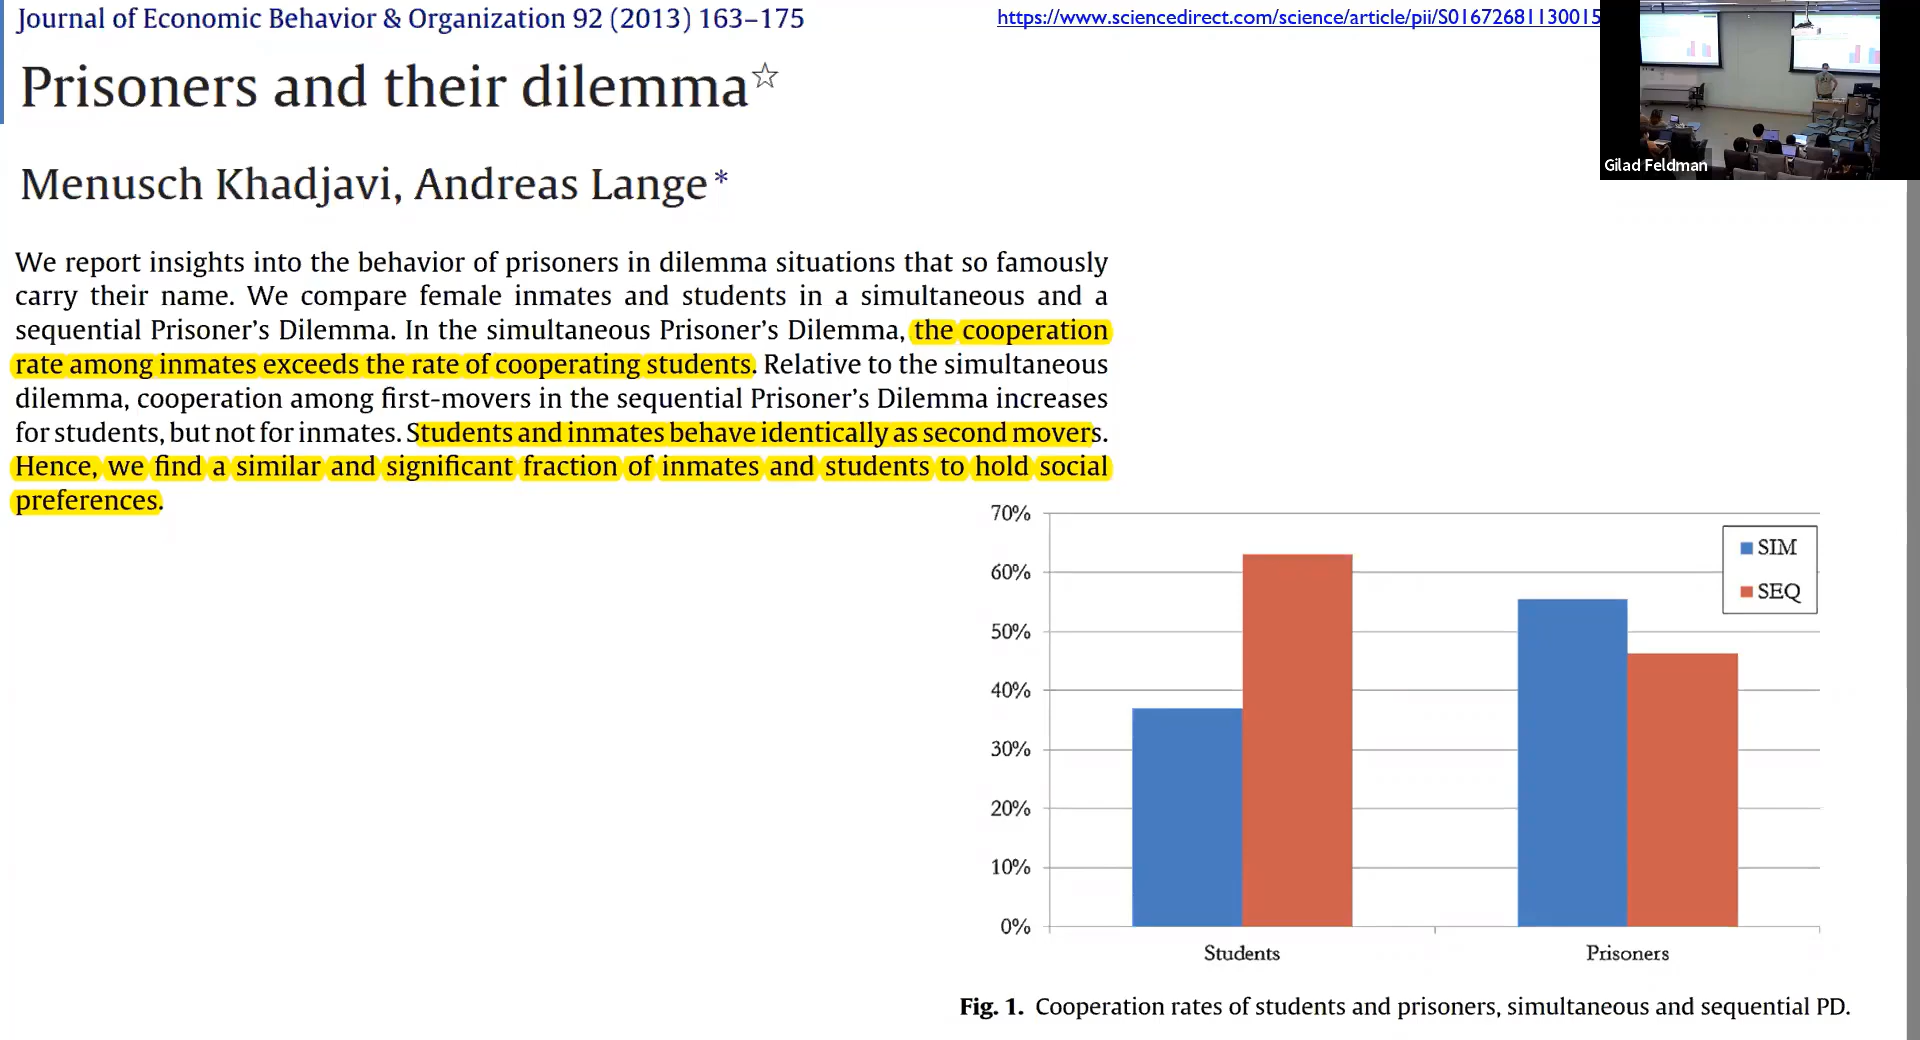 Journal of Economic Behavior & Organization 92 (2013) 163–175
https://www.sciencedirect.com/science/article/pii/S01672681130015
Prisoners and their dilemma☆
Gilad Feldman
Menusch Khadjavi, Andreas Lange*
We report insights into the behavior of prisoners in dilemma situations that so famously
carry their name. We compare female inmates and students in a simultaneous and a
sequential Prisoner’s Dilemma. In the simultaneous Prisoner’s Dilemma, the cooperation
rate among inmates exceeds the rate of cooperating students. Relative to the simultaneous
dilemma, cooperation among first-movers in the sequential Prisoner’s Dilemma increases
for students, but not for inmates. Students and inmates behave identically as second movers.
Hence, we find a similar and significant fraction of inmates and students to hold social
preferences.
70%
60%
50%
40%
30%
20%
10%
0%
SIM
SEQ
Students
Prisoners
Fig. 1. Cooperation rates of students and prisoners, simultaneous and sequential PD.